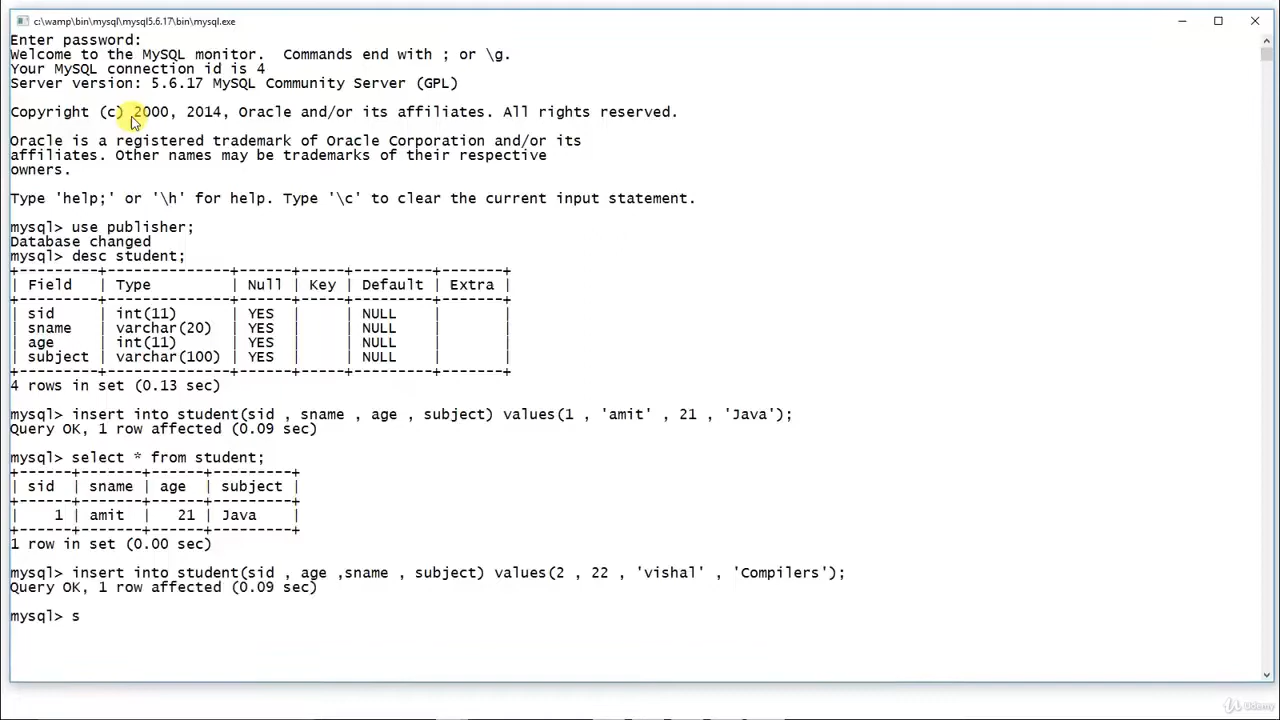 c:\wamp\bin\mysql\mysql5.6.17\bin\mysql.exe
Enter password:
Welcome to the MySQL monitor.  Commands end with ; or \g.
Your MySQL connection id is 4
Server version: 5.6.17 MySQL Community Server (GPL)
Copyright (c) 2000, 2014, Oracle and/or its affiliates. All rights reserved.
Oracle is a registered trademark of Oracle Corporation and/or its
affiliates. Other names may be trademarks of their respective
owners.
Type 'help;' or '\h' for help. Type '\c' to clear the current input statement.
mysql> use publisher;
Database changed
mysql> desc student;
+---------+--------------+------+-----+---------+-------+
| Field   | Type         | Null | Key | Default | Extra |
+---------+--------------+------+-----+---------+-------+
| sid     | int(11)      | YES  |     | NULL    |       |
| sname   | varchar(20)  | YES  |     | NULL    |       |
| age     | int(11)      | YES  |     | NULL    |       |
| subject | varchar(100) | YES  |     | NULL    |       |
+---------+--------------+------+-----+---------+-------+
4 rows in set (0.13 sec)
mysql> insert into student(sid , sname , age , subject) values(1 , 'amit' , 21 , 'Java');
Query OK, 1 row affected (0.09 sec)
mysql> select * from student;
+------+-------+------+---------+
| sid  | sname | age  | subject |
+------+-------+------+---------+
|    1 | amit  |   21 | Java    |
+------+-------+------+---------+
1 row in set (0.00 sec)
mysql> insert into student(sid , age ,sname , subject) values(2 , 22 , 'vishal' , 'Compilers');
Query OK, 1 row affected (0.09 sec)
mysql> s
Udemy